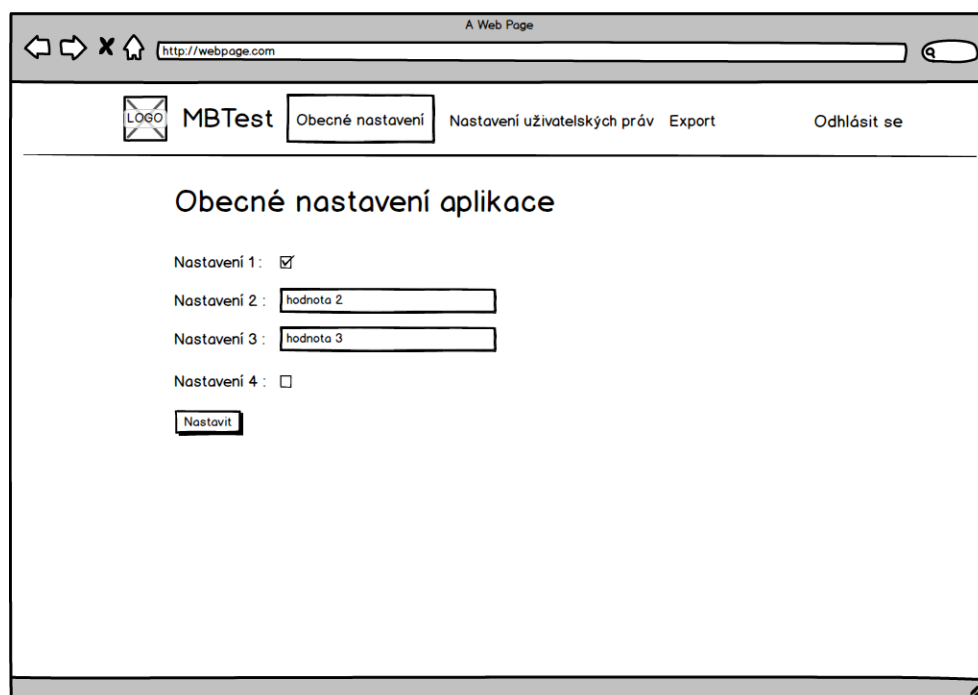 A Web Page
http://webpage.com
LOGO MBTest Obecné nastavení Nastavení uživatelských práv Export Odhlásit se
Obecné nastavení aplikace
Nastavení 1 :
Nastavení 2 : hodnota 2
Nastavení 3 : hodnota 3
Nastavení 4 :
Nastavit